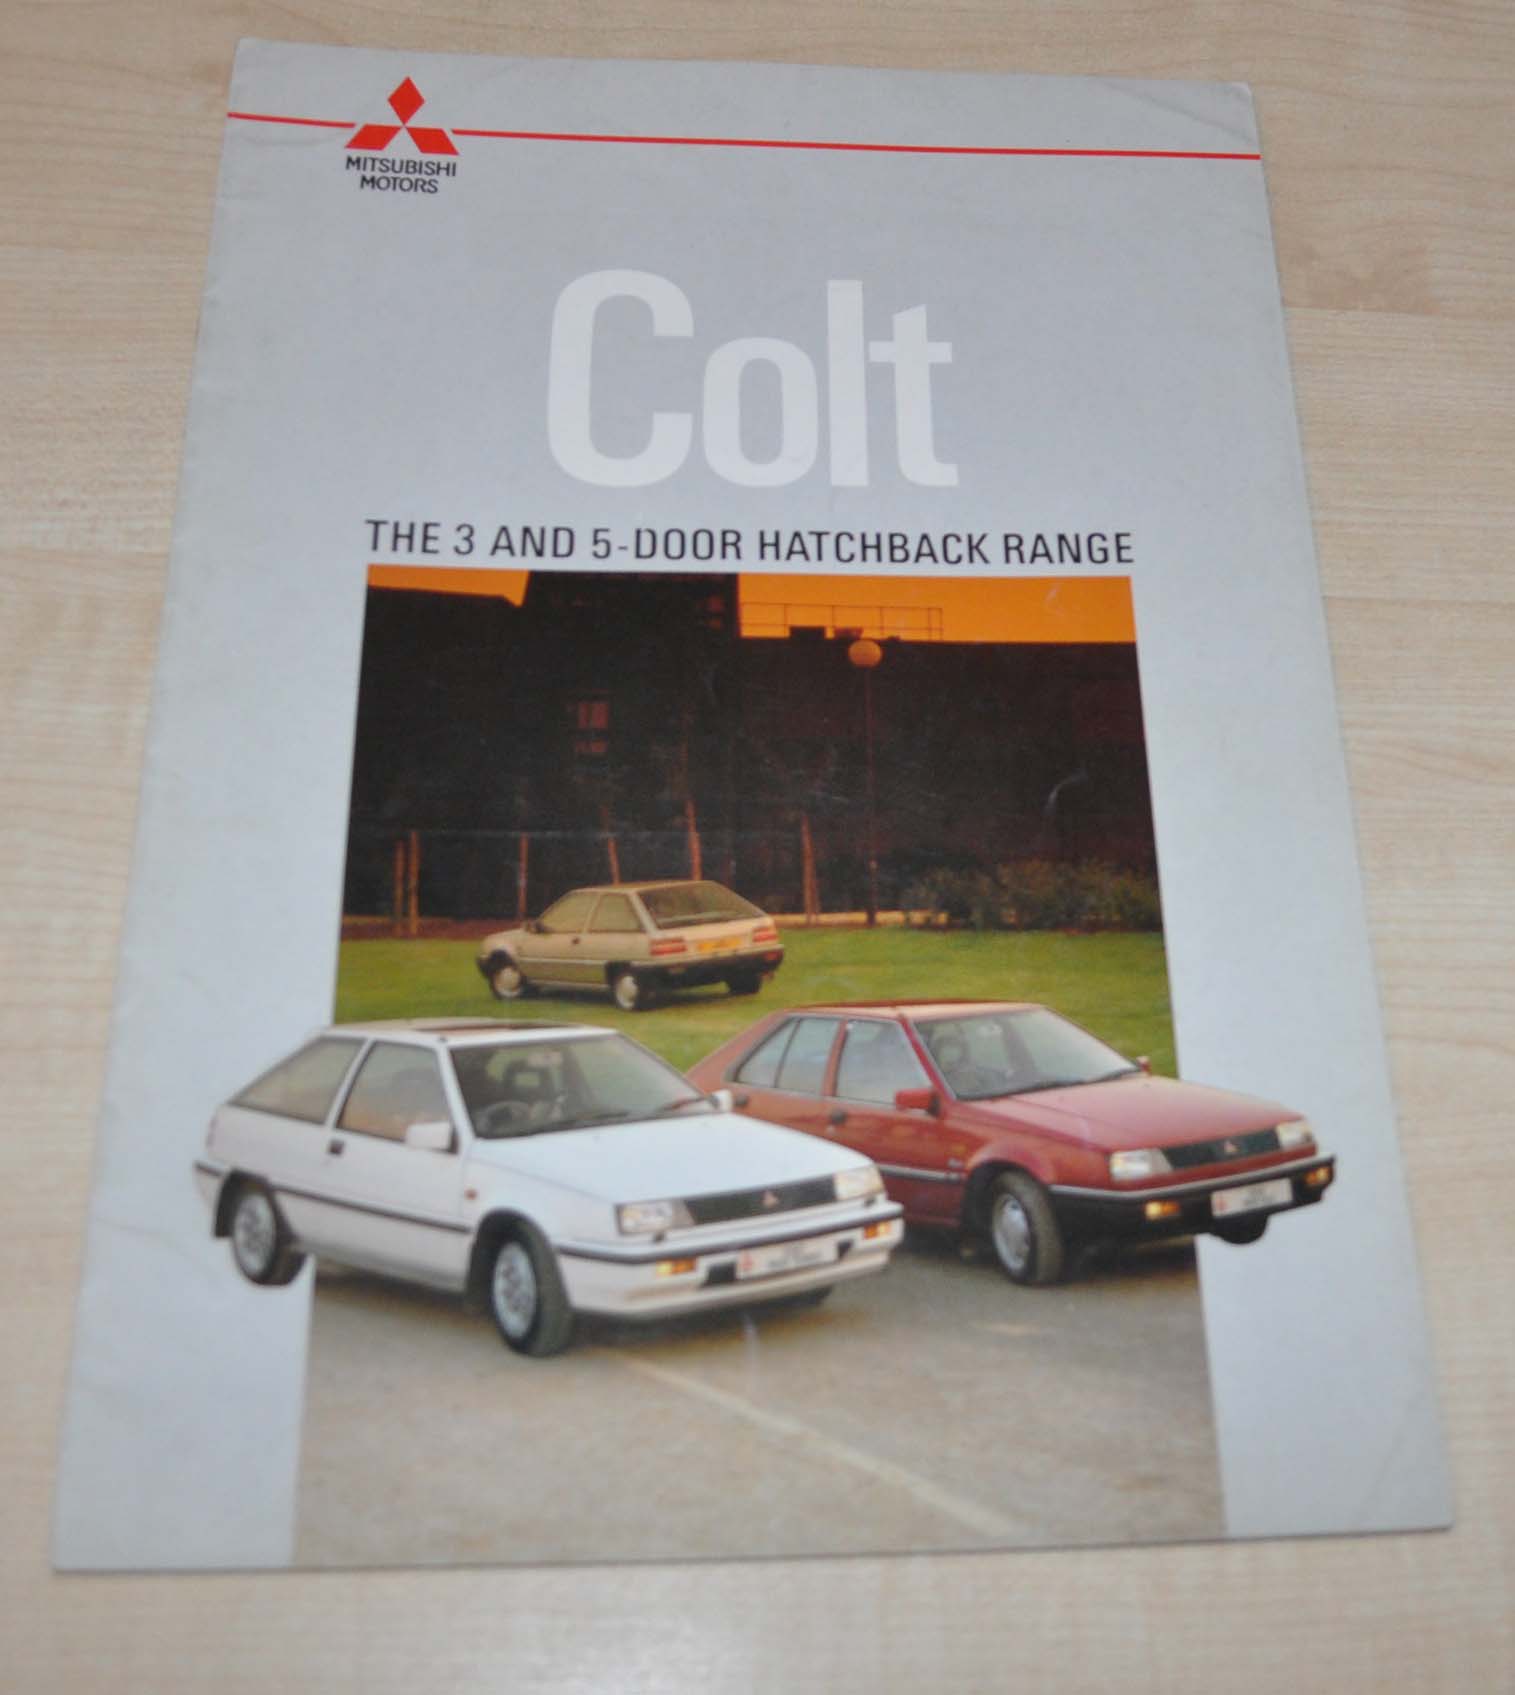 MITSUBISHI
MOTORS
Colt
THE 3 AND 5-DOOR HATCHBACK RANGE